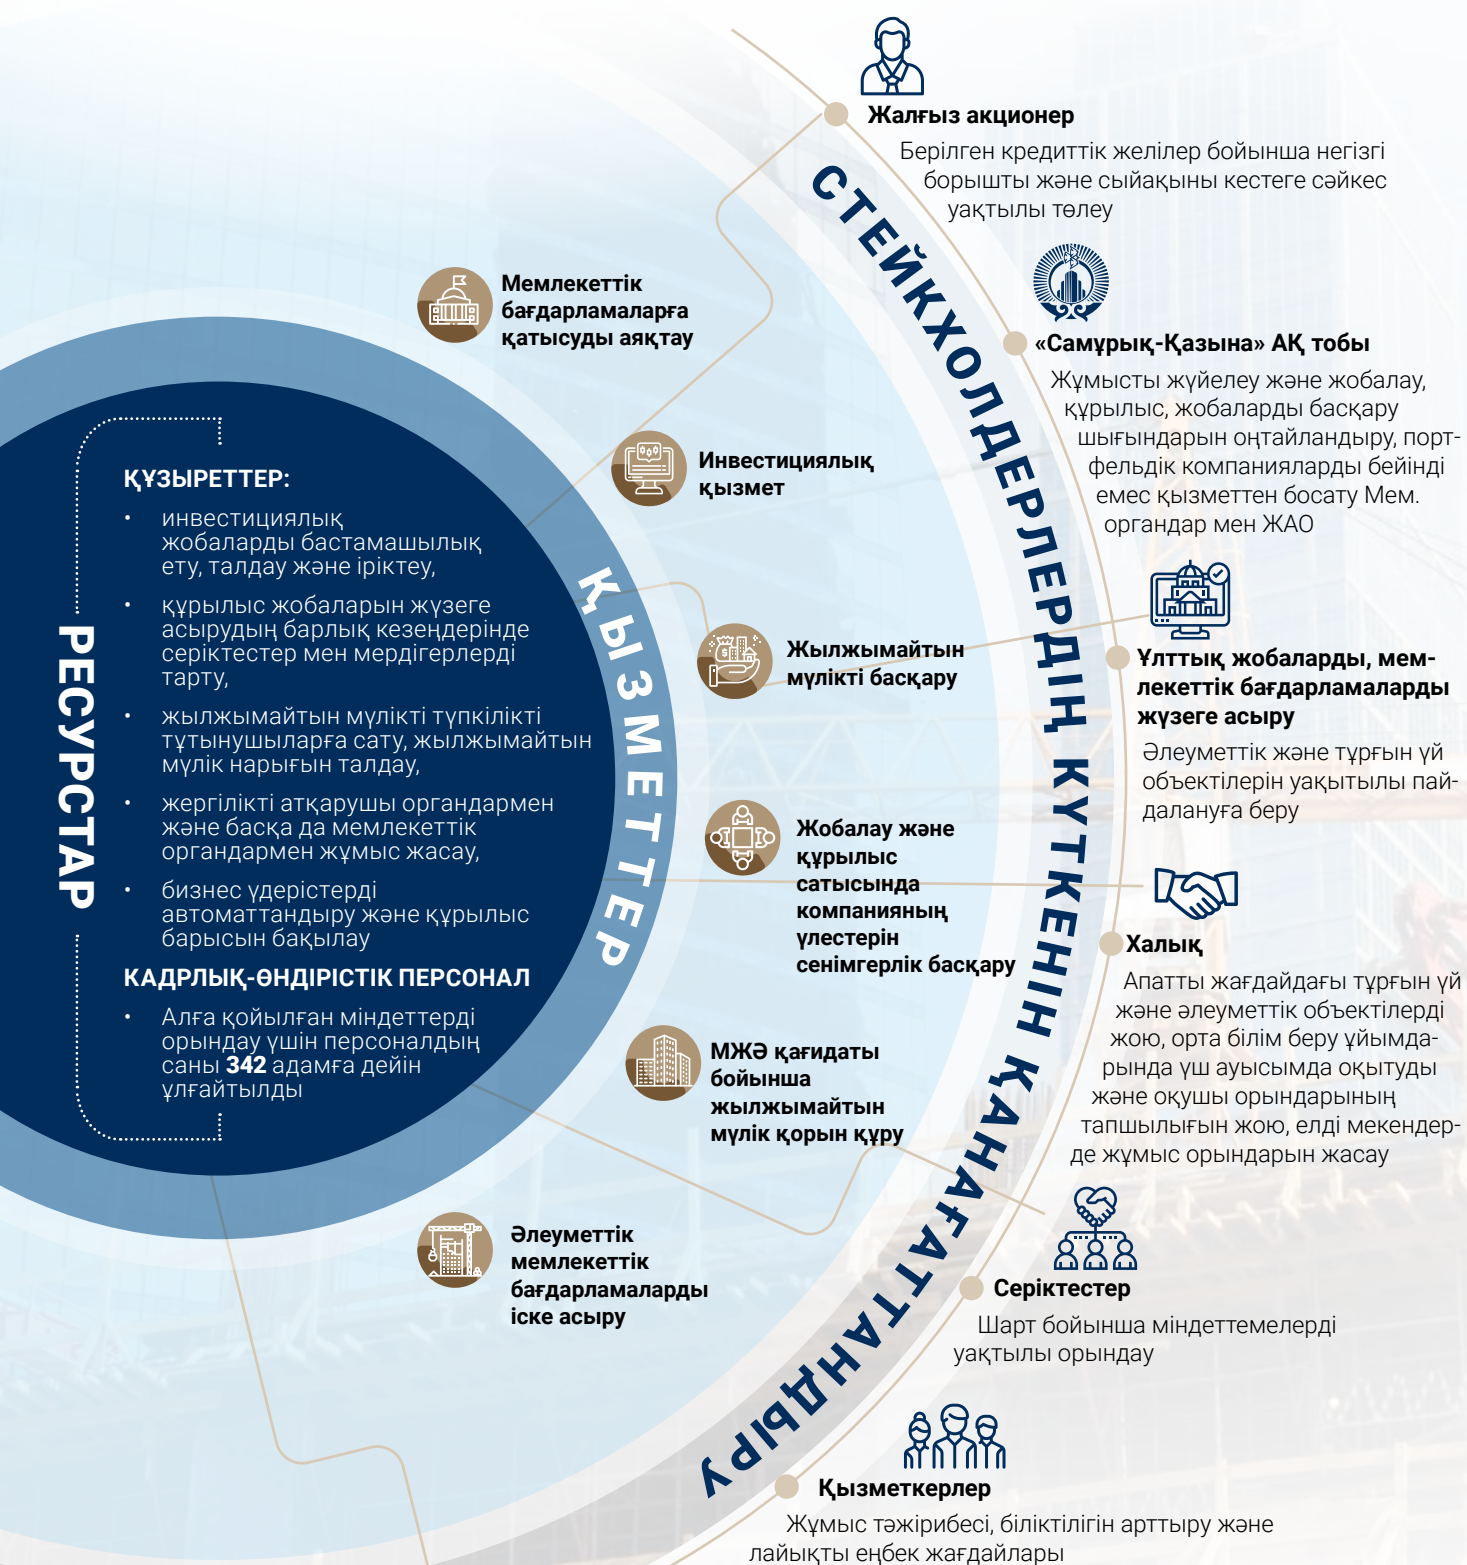 РЕСУРСТАР
ҚҰЗЫРЕТТЕР:
• инвестициялық
жобаларды бастамашылық
ету, талдау және іріктеу,
• құрылыс жобаларын жүзеге
асырудың барлық кезеңдерінде
серіктестер мен мердігерлерді
тарту,
• жылжымайтын мүлікті түпкілікті
тұтынушыларға сату, жылжымайтын
мүлік нарығын талдау,
• жергілікті атқарушы органдармен
және басқа да мемлекеттік
органдармен жұмыс жасау,
• бизнес үдерістерді
автоматтандыру және құрылыс
барысын бақылау
КАДРЛЫҚ-ӨНДІРІСТІК ПЕРСОНАЛ
• Алға қойылған міндеттерді
орындау үшін персоналдың
саны 342 адамға дейін
ұлғайтылды
ҚЫЗМЕТТЕР
Мемлекеттік
бағдарламаларға
қатысуды аяқтау
Инвестициялық
қызмет
Жылжымайтын
мүлікті басқару
Жобалау және
құрылыс
сатысында
компанияның
үлестерін
сенімгерлік басқару
МЖӘ қағидаты
бойынша
жылжымайтын
мүлік қорын құру
Әлеуметтік
мемлекеттік
бағдарламаларды
іске асыру
СТЕЙКХОЛДЕРЛЕРДІҢ КҮТКЕНІН ҚАНАҒАТТАНДЫРУ
Жалғыз акционер
Берілген кредиттік желілер бойынша негізгі
борышты және сыйақыны кестеге сәйкес
уақтылы төлеу
«Самұрық-Қазына» АҚ тобы
Жұмысты жүйелеу және жобалау,
құрылыс, жобаларды басқару
шығындарын оңтайландыру, порт-
фельдік компанияларды бейінді
емес қызметтен босату Мем.
органдар мен ЖАО
Ұлттық жобаларды, мем-
лекеттік бағдарламаларды
жүзеге асыру
Әлеуметтік және тұрғын үй
объектілерін уақытылы пай-
далануға беру
Халық
Апатты жағдайдағы тұрғын үй
және әлеуметтік объектілерді
жою, орта білім беру ұйымда-
рында үш ауысымда оқытуды
және оқушы орындарының
тапшылығын жою, елді мекендер-
де жұмыс орындарын жасау
Серіктестер
Шарт бойынша міндеттемелерді
уақтылы орындау
Қызметкерлер
Жұмыс тәжірибесі, біліктілігін арттыру және
лайықты еңбек жағдайлары